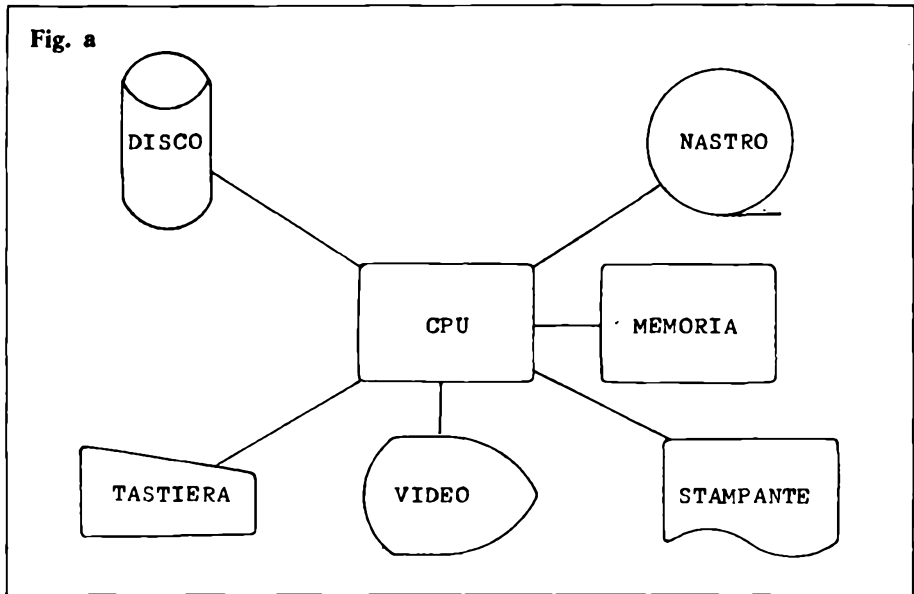 Fig. a
DISCO
NASTRO
CPU
MEMORIA
TASTIERA
VIDEO
STAMPANTE